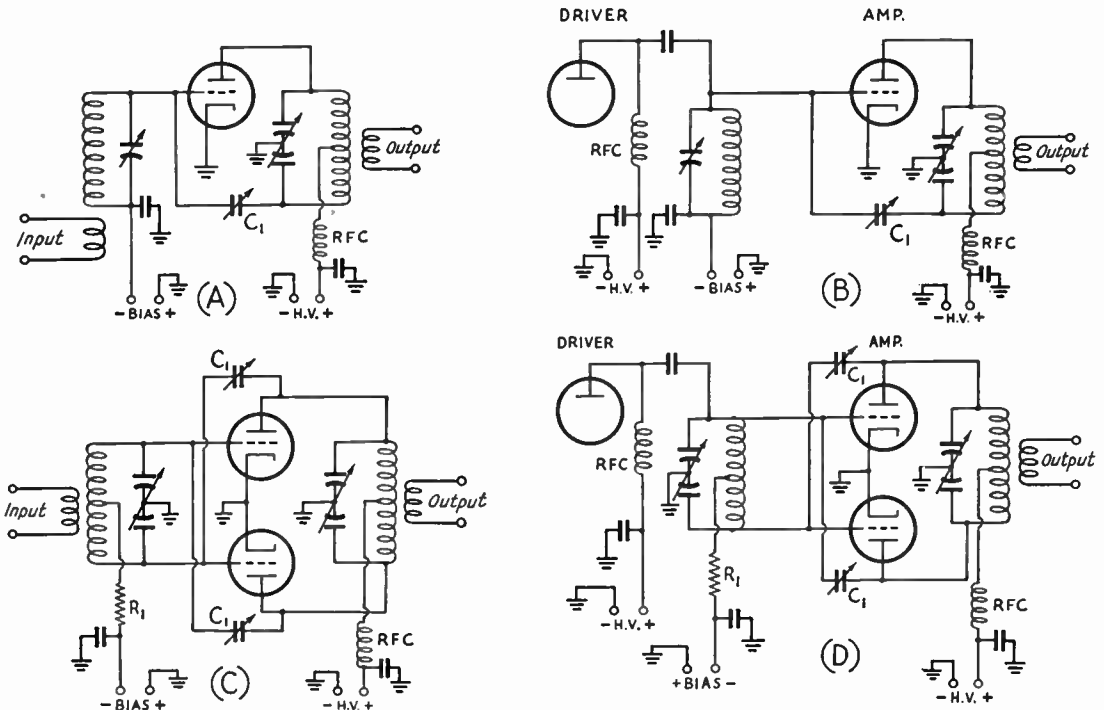 Input
- BIAS +
C₁
RFC
- H.V. +
Output
(A)
DRIVER
AMP.
RFC
- H.V. +
- BIAS +
C₁
RFC
- H.V. +
Output
(B)
C₁
Input
R₁
- BIAS +
C₁
RFC
- H.V. +
Output
(C)
DRIVER
AMP.
RFC
- H.V. +
R₁
+ BIAS -
C₁
C₁
RFC
- H.V. +
Output
(D)